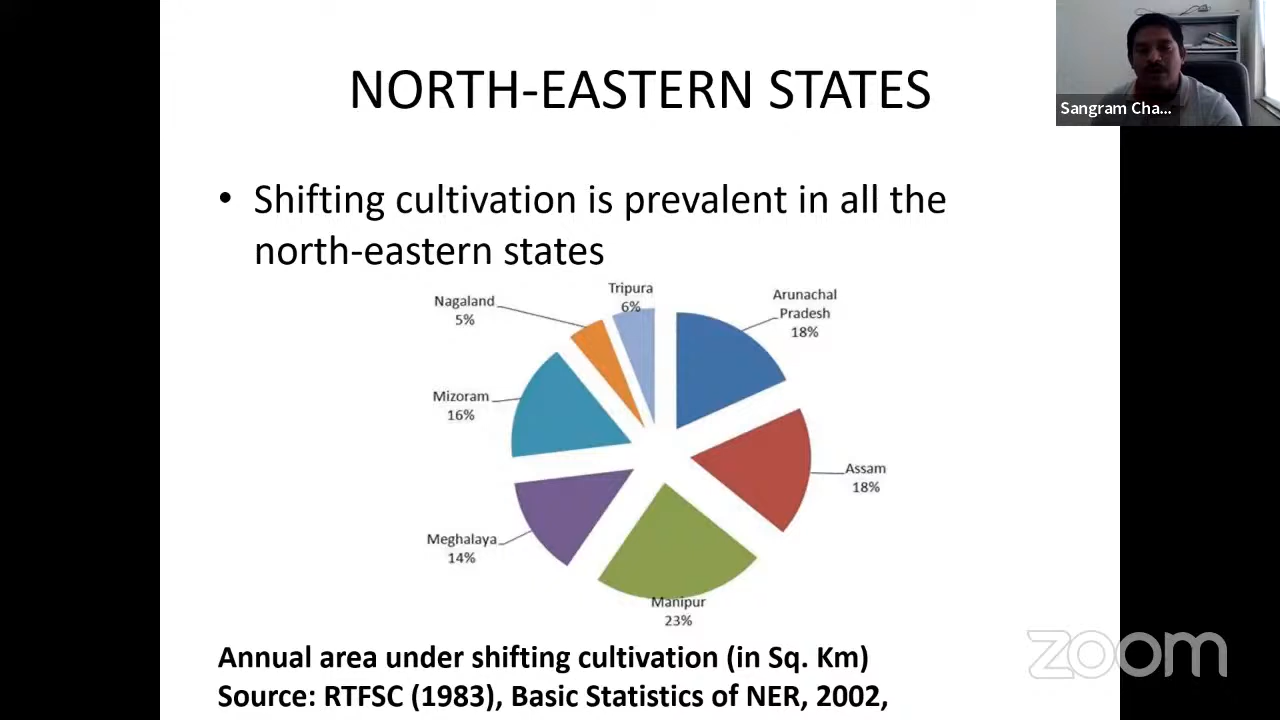 NORTH-EASTERN STATES
Sangram Cha...
• Shifting cultivation is prevalent in all the
north-eastern states
Tripura
6%
Nagaland
5%
Arunachal
Pradesh
18%
Mizoram
16%
Assam
18%
Meghalaya
14%
Manipur
23%
zoom
Annual area under shifting cultivation (in Sq. Km)
Source: RTFSC (1983), Basic Statistics of NER, 2002,